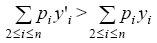 ∑ p_i y'_i > ∑ p_i y_i
2≤i≤n 2≤i≤n